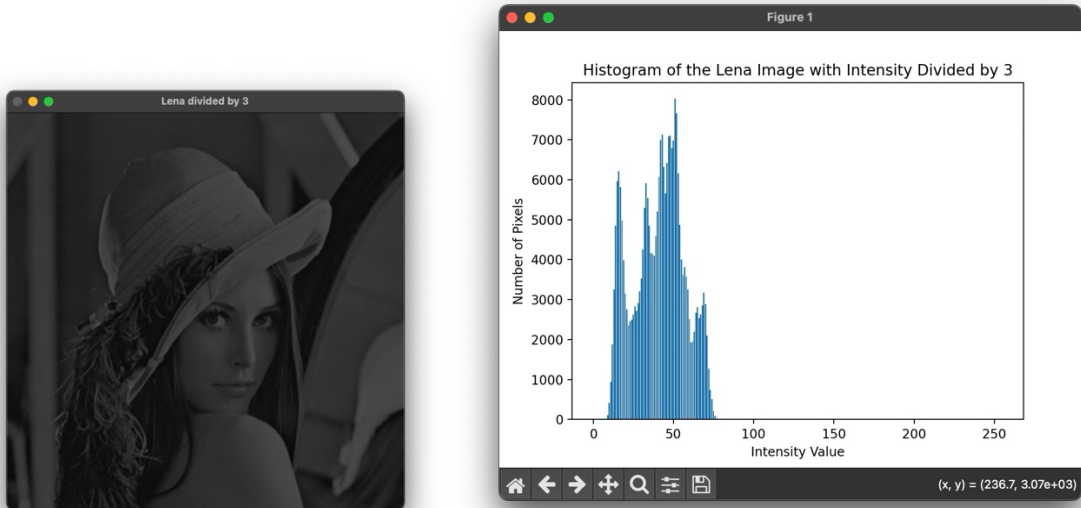 Lena divided by 3
Figure 1
Histogram of the Lena Image with Intensity Divided by 3
Number of Pixels
8000
7000
6000
5000
4000
3000
2000
1000
0
0 50 100 150 200 250
Intensity Value
(x, y) = (236.7, 3.07e+03)